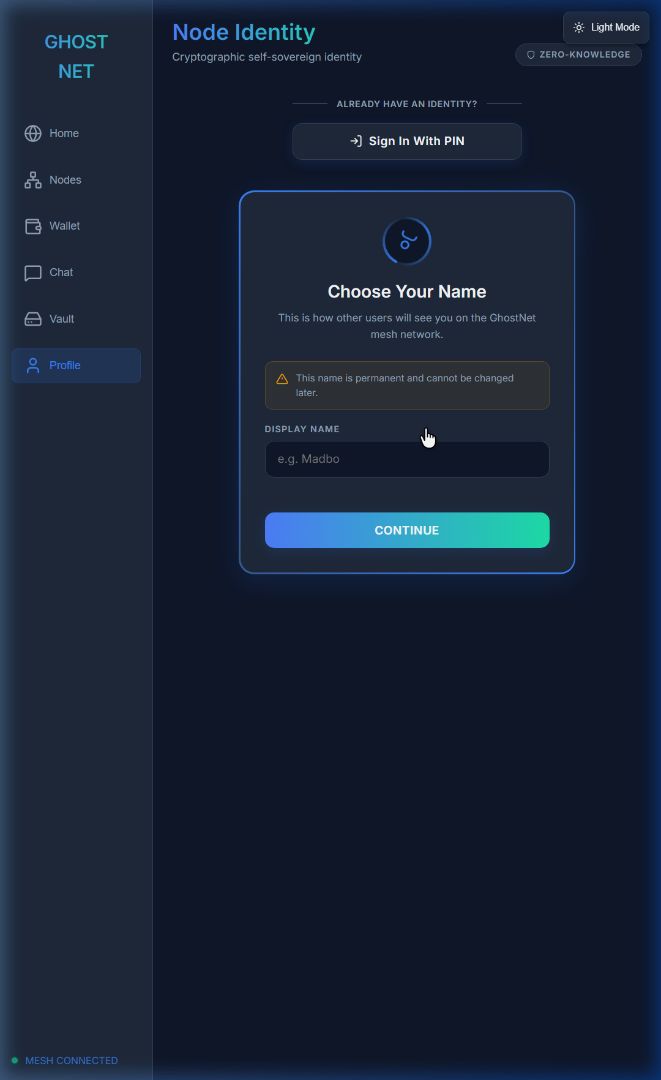 GHOST
NET
Home
Nodes
Wallet
Chat
Vault
Profile
MESH CONNECTED
Node Identity
Cryptographic self-sovereign identity
Light Mode
ZERO-KNOWLEDGE
ALREADY HAVE AN IDENTITY?
Sign In With PIN
Choose Your Name
This is how other users will see you on the GhostNet
mesh network.
This name is permanent and cannot be changed
later.
DISPLAY NAME
e.g. Madbo
CONTINUE